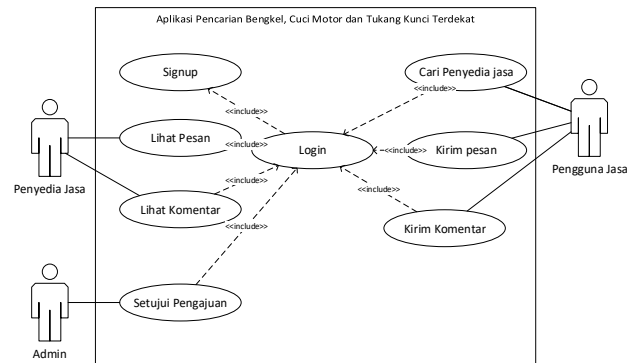 Aplikasi Pencarian Bengkel, Cuci Motor dan Tukang Kunci Terdekat
Signup
Cari Penyedia jasa
<<include>>
<<include>>
Lihat Pesan
<<include>>
Login
<<include>>
Kirim pesan
Penyedia Jasa
Pengguna Jasa
<<include>>
<<include>>
Lihat Komentar
<<include>>
Kirim Komentar
Setujui Pengajuan
Admin